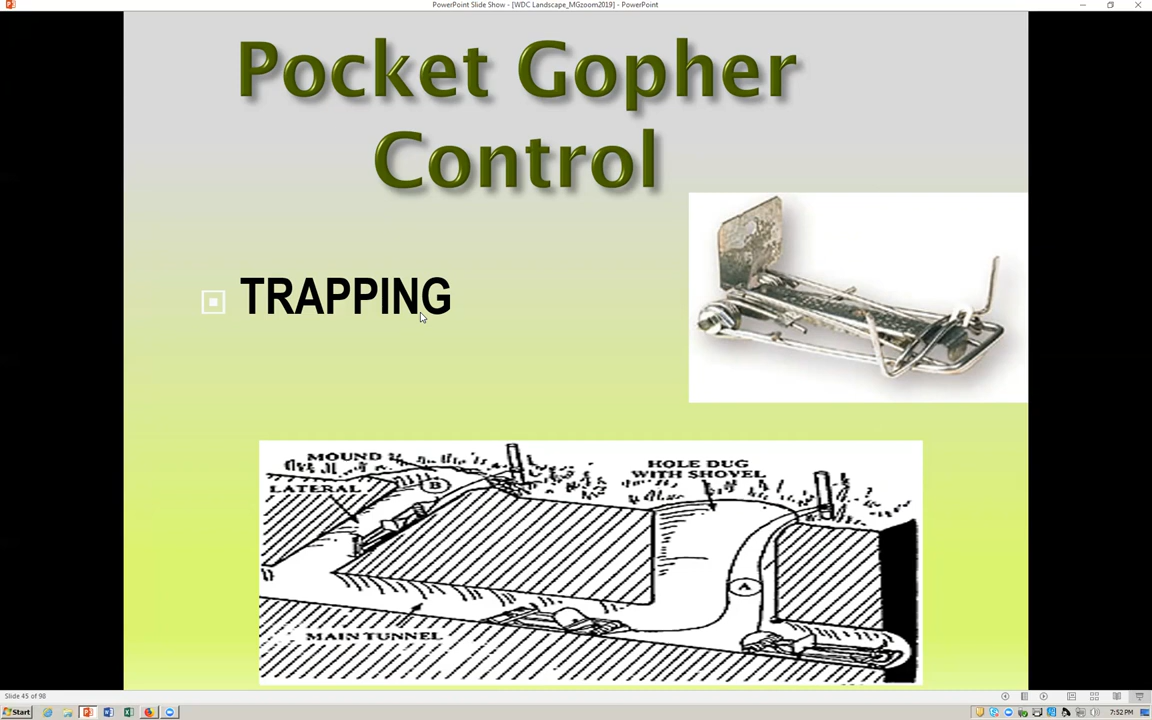 PowerPoint Slide Show - [WDC Landscape_MGzoom2019] - PowerPoint
Pocket Gopher
Control
TRAPPING
MOUND
LATERAL
B
HOLE DUG
WITH SHOVEL
A
MAIN TUNNEL
Slide 45 of 98
Start
7:52 PM